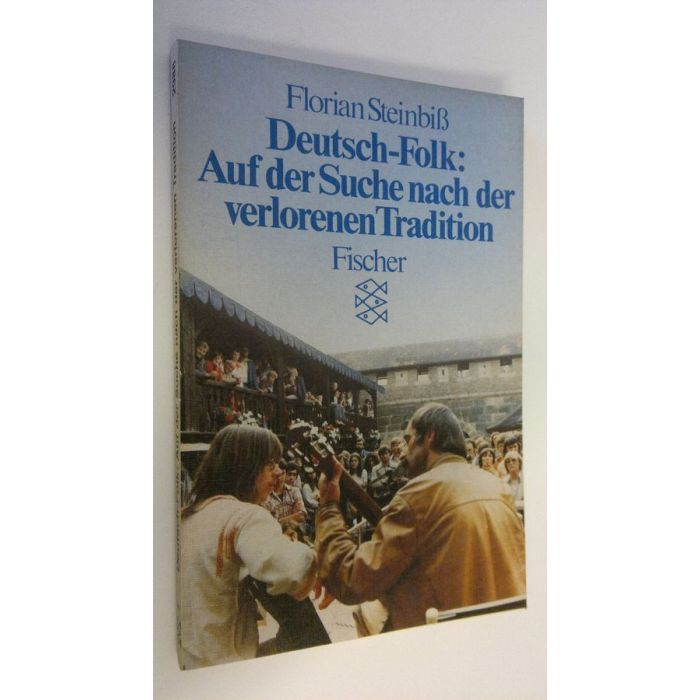 Florian Steinbiß
Deutsch-Folk:
Auf der Suche nach der
verlorenen Tradition
Fischer